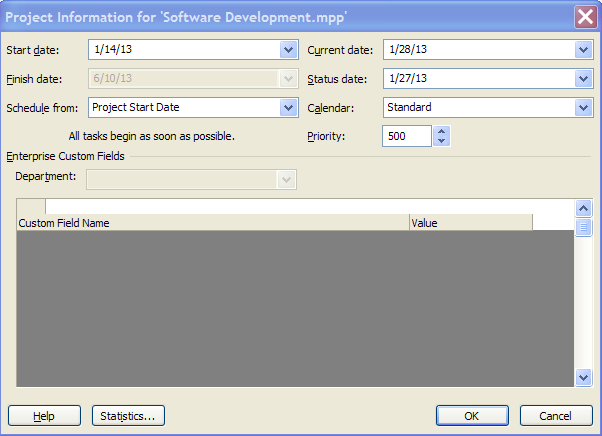 Project Information for 'Software Development.mpp'
Start date: 1/14/13 Current date: 1/28/13
Finish date: 6/10/13 Status date: 1/27/13
Schedule from: Project Start Date Calendar: Standard
All tasks begin as soon as possible. Priority: 500
Enterprise Custom Fields
Department:
Custom Field Name Value
Help Statistics... OK Cancel